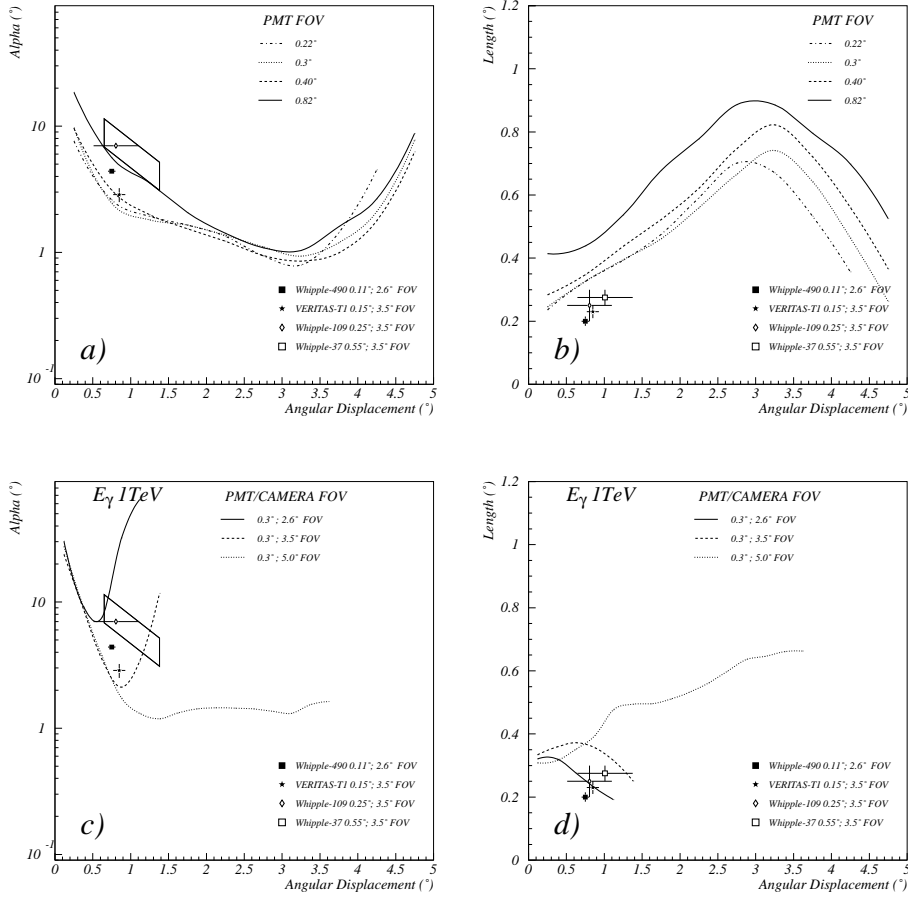 PMT FOV
0.22°
0.3°
0.40°
0.82°
Alpha (°)
10
1
10 -1
Whipple-490 0.11°; 2.6° FOV
VERITAS-T1 0.15°; 3.5° FOV
Whipple-109 0.25°; 3.5° FOV
Whipple-37 0.55°; 3.5° FOV
a)
0 0.5 1 1.5 2 2.5 3 3.5 4 4.5 5
Angular Displacement (°)
PMT FOV
0.22°
0.3°
0.40°
0.82°
Length (°)
1.2
1
0.8
0.6
0.4
0.2
0
Whipple-490 0.11°; 2.6° FOV
VERITAS-T1 0.15°; 3.5° FOV
Whipple-109 0.25°; 3.5° FOV
Whipple-37 0.55°; 3.5° FOV
b)
0 0.5 1 1.5 2 2.5 3 3.5 4 4.5 5
Angular Displacement (°)
Eγ 1TeV
PMT/CAMERA FOV
0.3° ; 2.6° FOV
0.3° ; 3.5° FOV
0.3° ; 5.0° FOV
Alpha (°)
10
1
10 -1
Whipple-490 0.11°; 2.6° FOV
VERITAS-T1 0.15°; 3.5° FOV
Whipple-109 0.25°; 3.5° FOV
Whipple-37 0.55°; 3.5° FOV
c)
0 0.5 1 1.5 2 2.5 3 3.5 4 4.5 5
Angular Displacement (°)
Eγ 1TeV
PMT/CAMERA FOV
0.3° ; 2.6° FOV
0.3° ; 3.5° FOV
0.3° ; 5.0° FOV
Length (°)
1.2
1
0.8
0.6
0.4
0.2
0
Whipple-490 0.11°; 2.6° FOV
VERITAS-T1 0.15°; 3.5° FOV
Whipple-109 0.25°; 3.5° FOV
Whipple-37 0.55°; 3.5° FOV
d)
0 0.5 1 1.5 2 2.5 3 3.5 4 4.5 5
Angular Displacement (°)